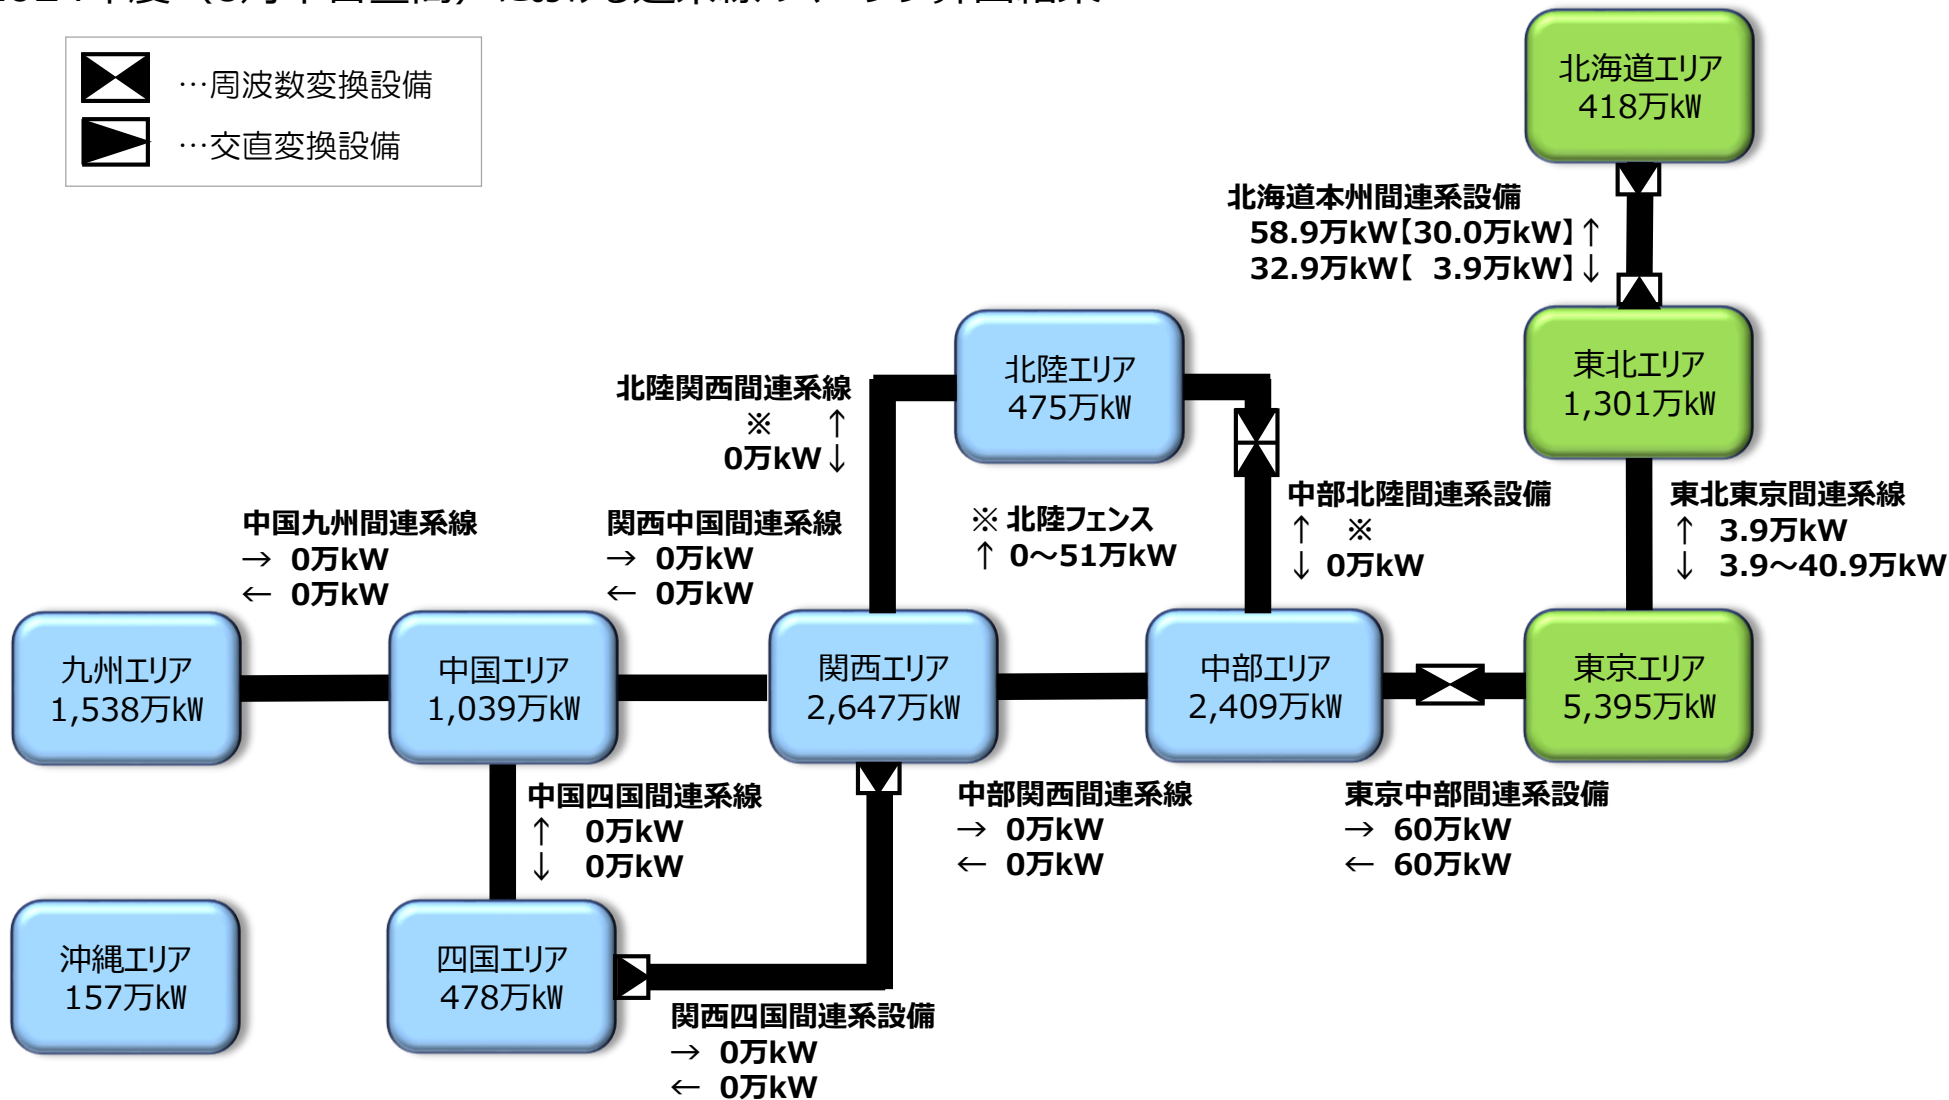 …周波数変換設備
…交直変換設備
北海道エリア
418万kW
北海道本州間連系設備
58.9万kW【30.0万kW】↑
32.9万kW【 3.9万kW】↓
東北エリア
1,301万kW
北陸エリア
475万kW
北陸関西間連系線
※ ↑
0万kW↓
※ 北陸フェンス
↑ 0～51万kW
中部北陸間連系設備
↑ ※
↓ 0万kW
東北東京間連系線
↑ 3.9万kW
↓ 3.9～40.9万kW
中国九州間連系線
→ 0万kW
← 0万kW
関西中国間連系線
→ 0万kW
← 0万kW
九州エリア
1,538万kW
中国エリア
1,039万kW
関西エリア
2,647万kW
中部エリア
2,409万kW
東京エリア
5,395万kW
中国四国間連系線
↑ 0万kW
↓ 0万kW
中部関西間連系線
→ 0万kW
← 0万kW
東京中部間連系設備
→ 60万kW
← 60万kW
沖縄エリア
157万kW
四国エリア
478万kW
関西四国間連系設備
→ 0万kW
← 0万kW